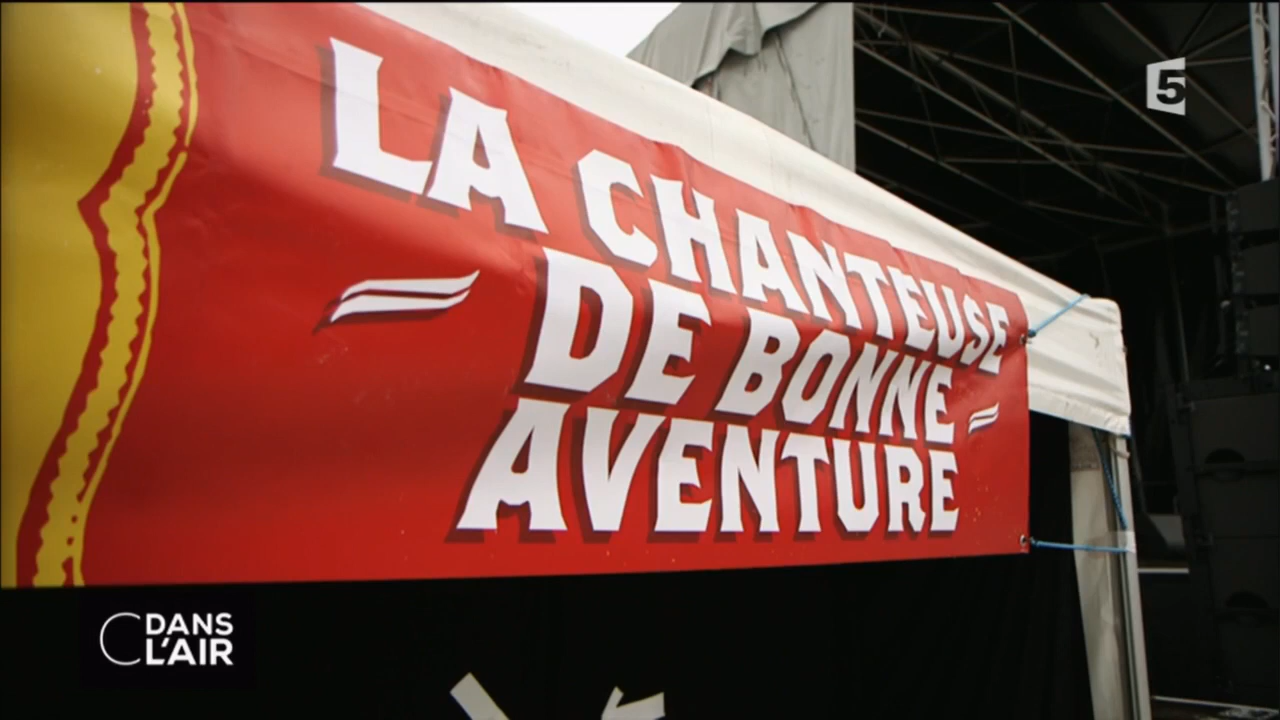 LA CHANTEUSE
DE BONNE
AVENTURE
5
C DANS
L'AIR